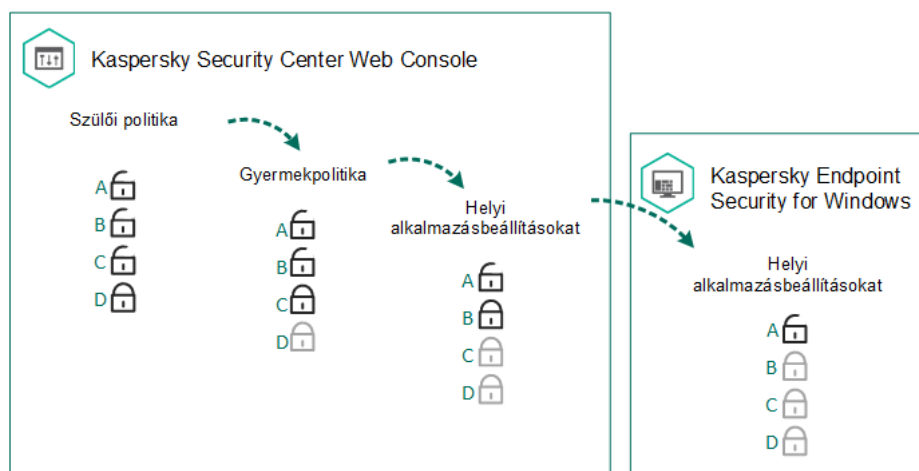 Kaspersky Security Center Web Console
Szülői politika
A
B
C
D
Gyermekpolitika
A
B
C
D
Helyi
alkalmazásbeállításokat
A
B
C
D
Kaspersky Endpoint
Security for Windows
Helyi
alkalmazásbeállításokat
A
B
C
D